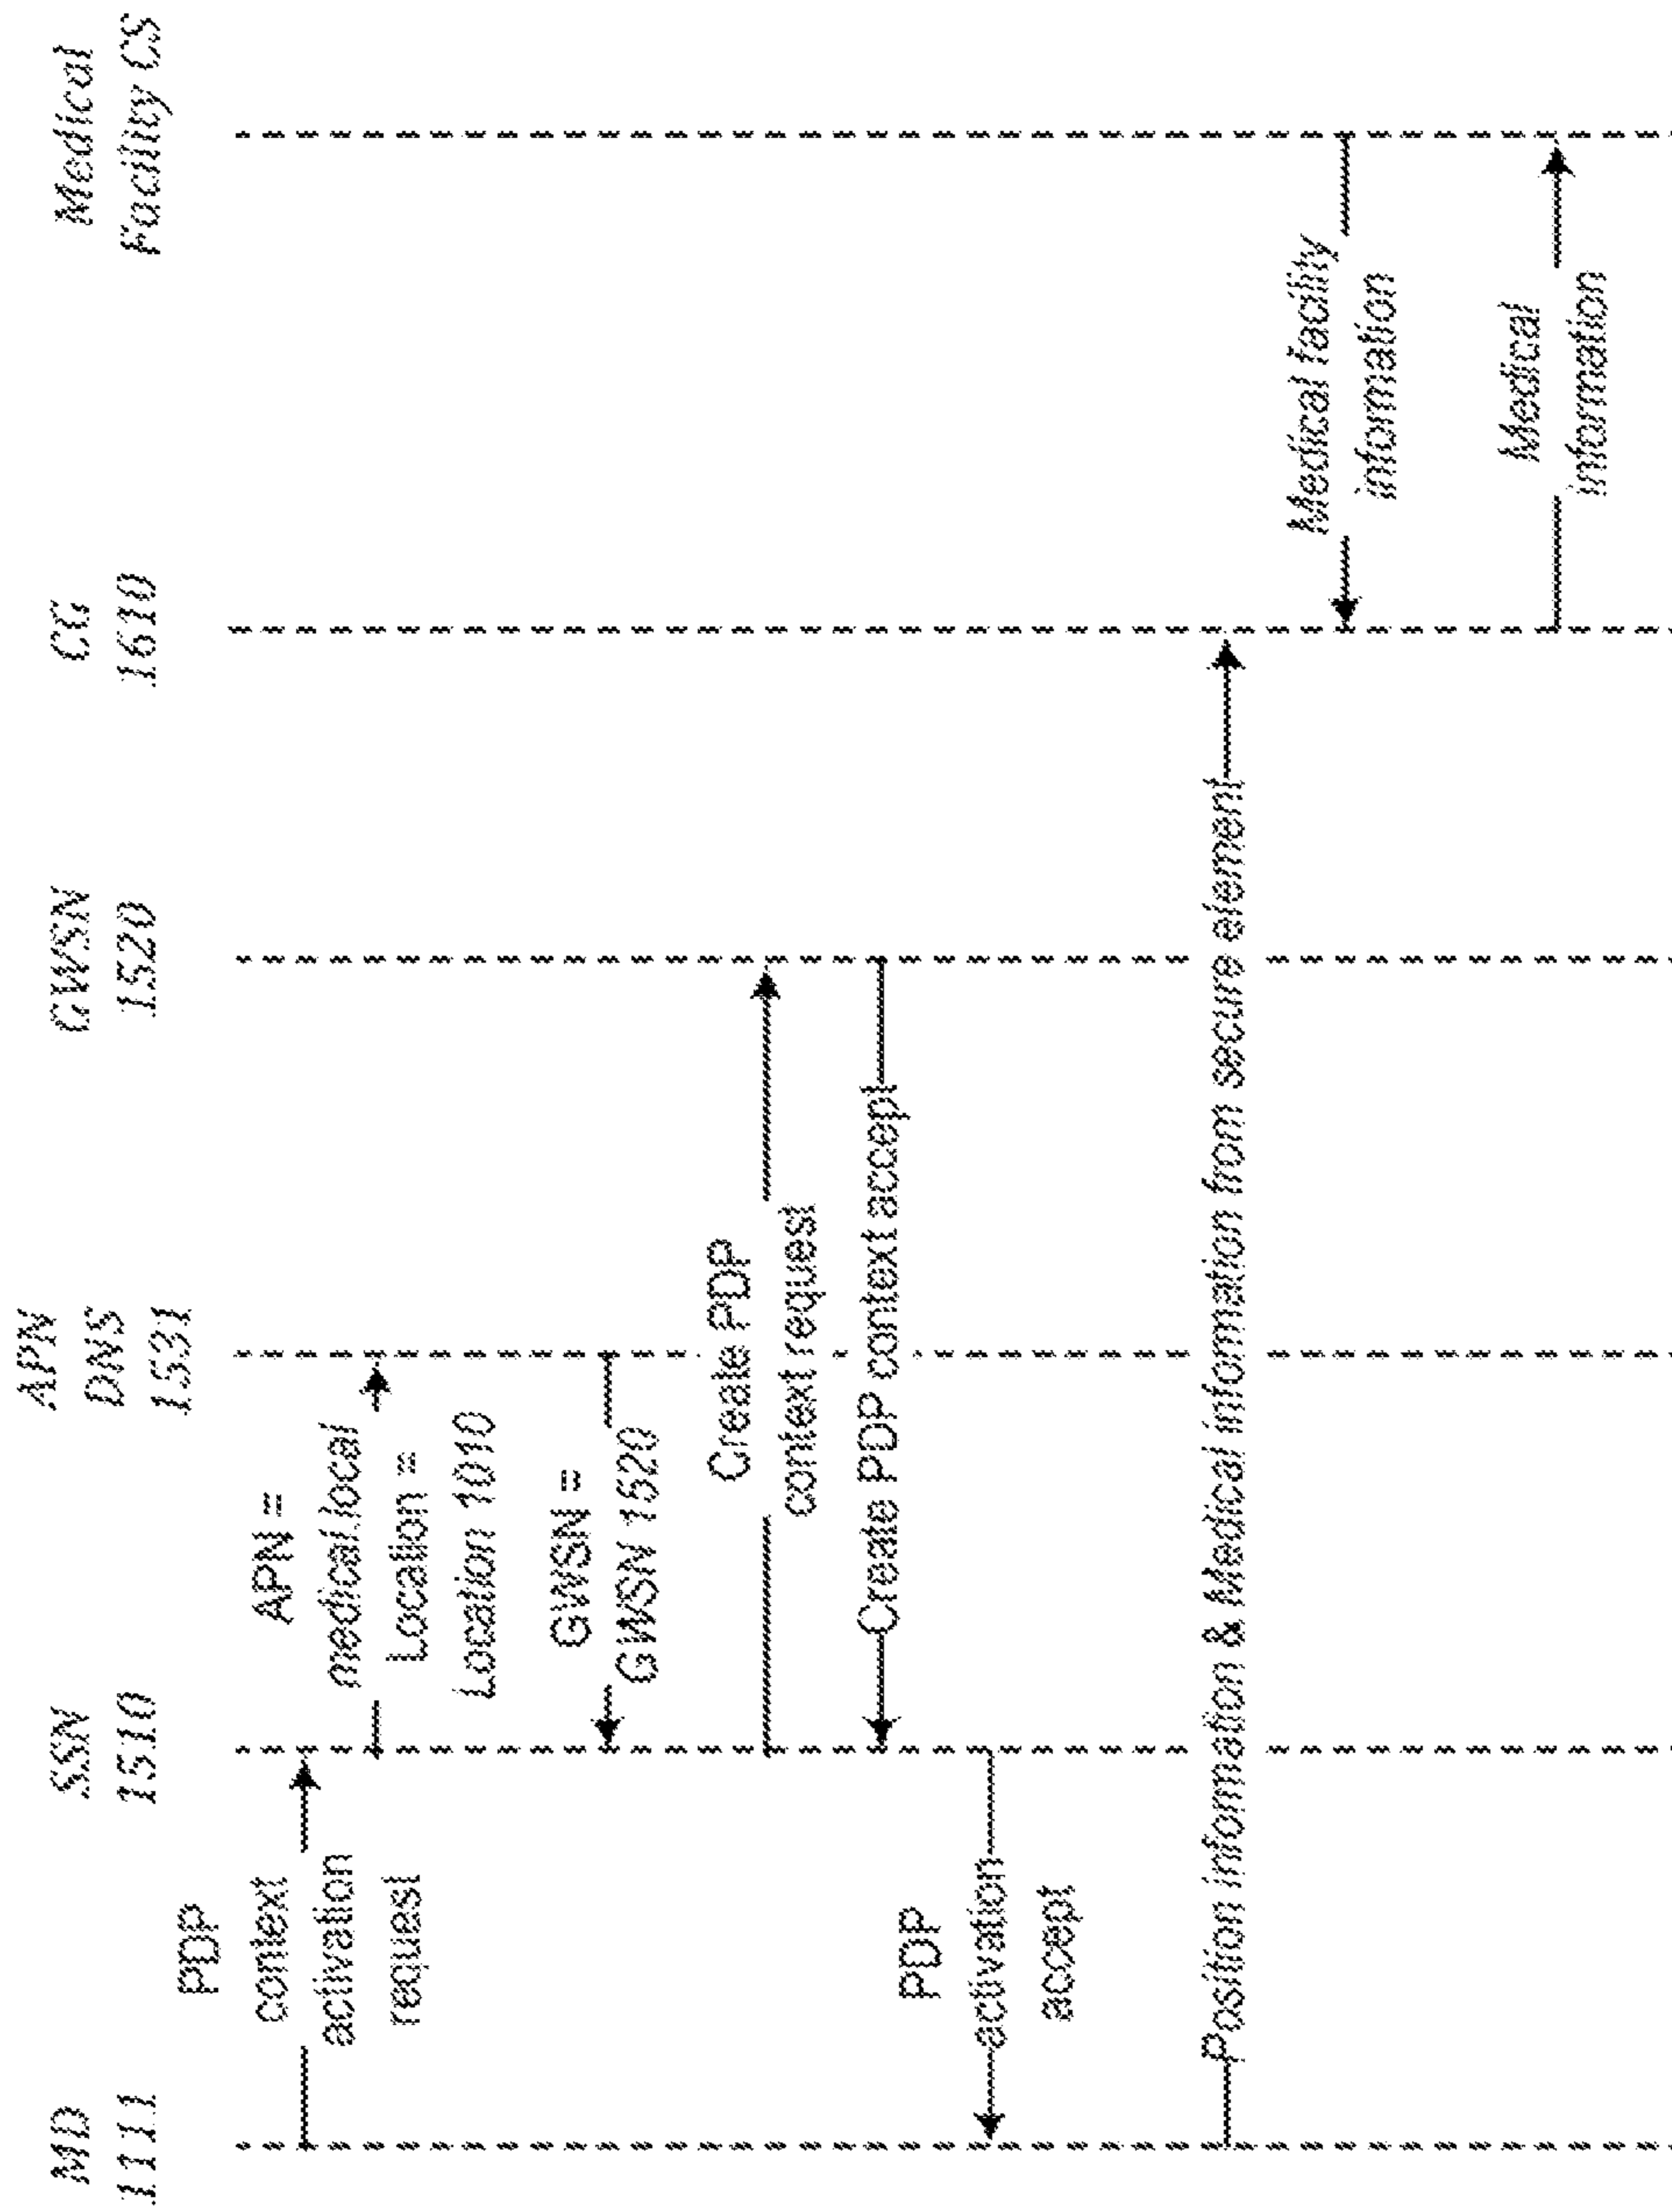 MD
1111
SSN
1510
APN
DNS
1531
GWSN
1520
CG
1610
Medical
Facility CS
PDP
context
activation
request
APN =
medical.local
Location =
Location 1010
GWSN =
GWSN 1520
Create PDP
context request
Create PDP context accept
PDP
activation
accept
Position information & Medical information from secure element
Medical facility
information
Medical
information